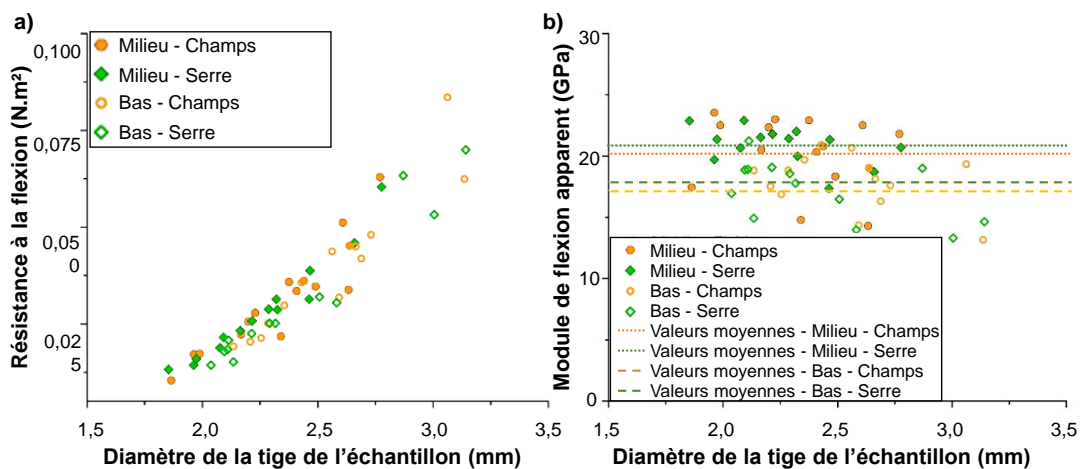 a)
Milieu - Champs
Milieu - Serre
Bas - Champs
Bas - Serre
Résistance à la flexion (N.m²)
0,100
0,075
0,05
0
0,02
5
1,5 2,0 2,5 3,0 3,5
Diamètre de la tige de l'échantillon (mm)
b)
Module de flexion apparent (GPa)
30
20
10
0
Milieu - Champs
Milieu - Serre
Bas - Champs
Bas - Serre
Valeurs moyennes - Milieu - Champs
Valeurs moyennes - Milieu - Serre
Valeurs moyennes - Bas - Champs
Valeurs moyennes - Bas - Serre
1,5 2,0 2,5 3,0 3,5
Diamètre de la tige de l'échantillon (mm)